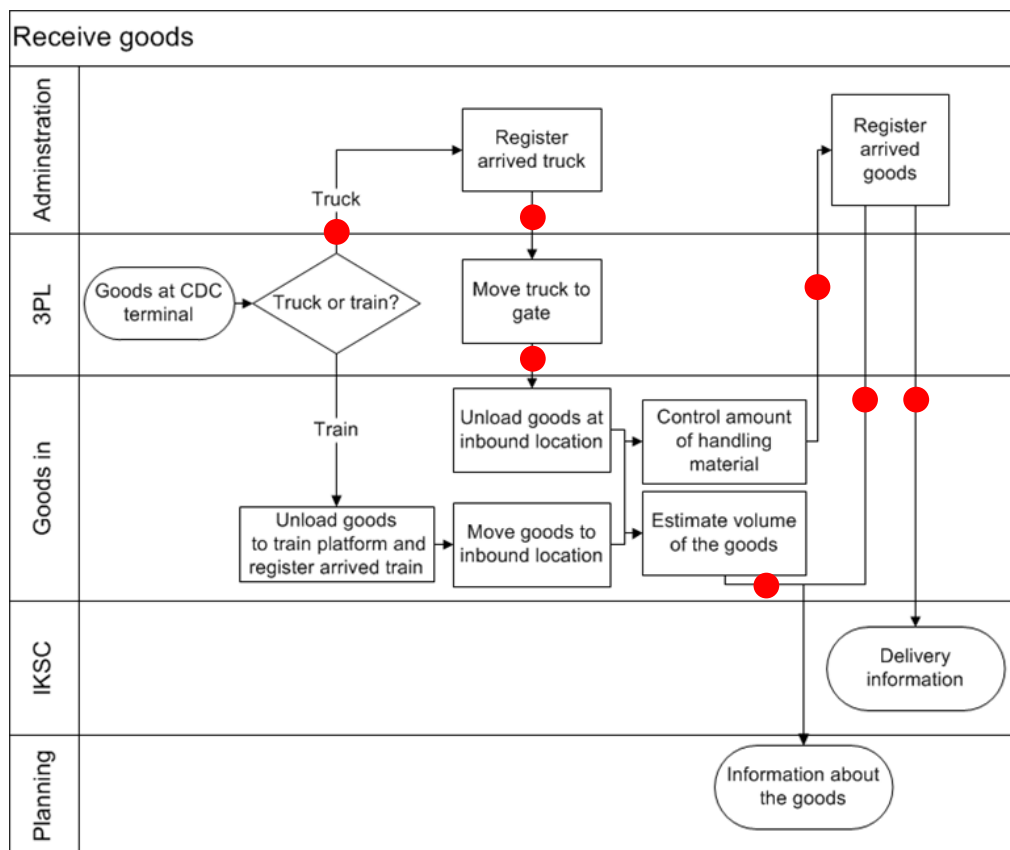 Receive goods
Adminstration
Register
arrived truck
Register
arrived
goods
Truck
3PL
Goods at CDC
terminal
Truck or train?
Move truck to
gate
Goods in
Train
Unload goods at
inbound location
Control amount
of handling
material
Unload goods
to train platform and
register arrived train
Move goods to
inbound location
Estimate volume
of the goods
IKSC
Delivery
information
Planning
Information about
the goods